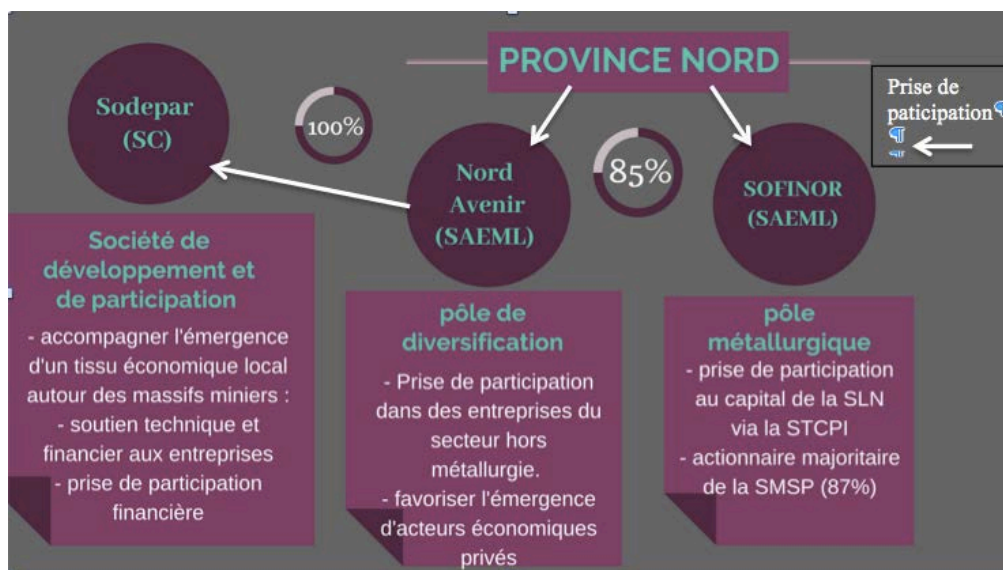 PROVINCE NORD
Prise de
paticipation¶
¶
¶
Sodepar
(SC)
100%
Nord
Avenir
(SAEML)
85%
SOFINOR
(SAEML)
Société de
développement et
de participation
- accompagner l'émergence
d'un tissu économique local
autour des massifs miniers :
- soutien technique et
financier aux entreprises
- prise de participation
financière
pôle de
diversification
- Prise de participation
dans des entreprises du
secteur hors
métallurgie.
- favoriser l'émergence
d'acteurs économiques
privés
pôle
métallurgique
- prise de participation
au capital de la SLN
via la STCPI
- actionnaire majoritaire
de la SMSP (87%)